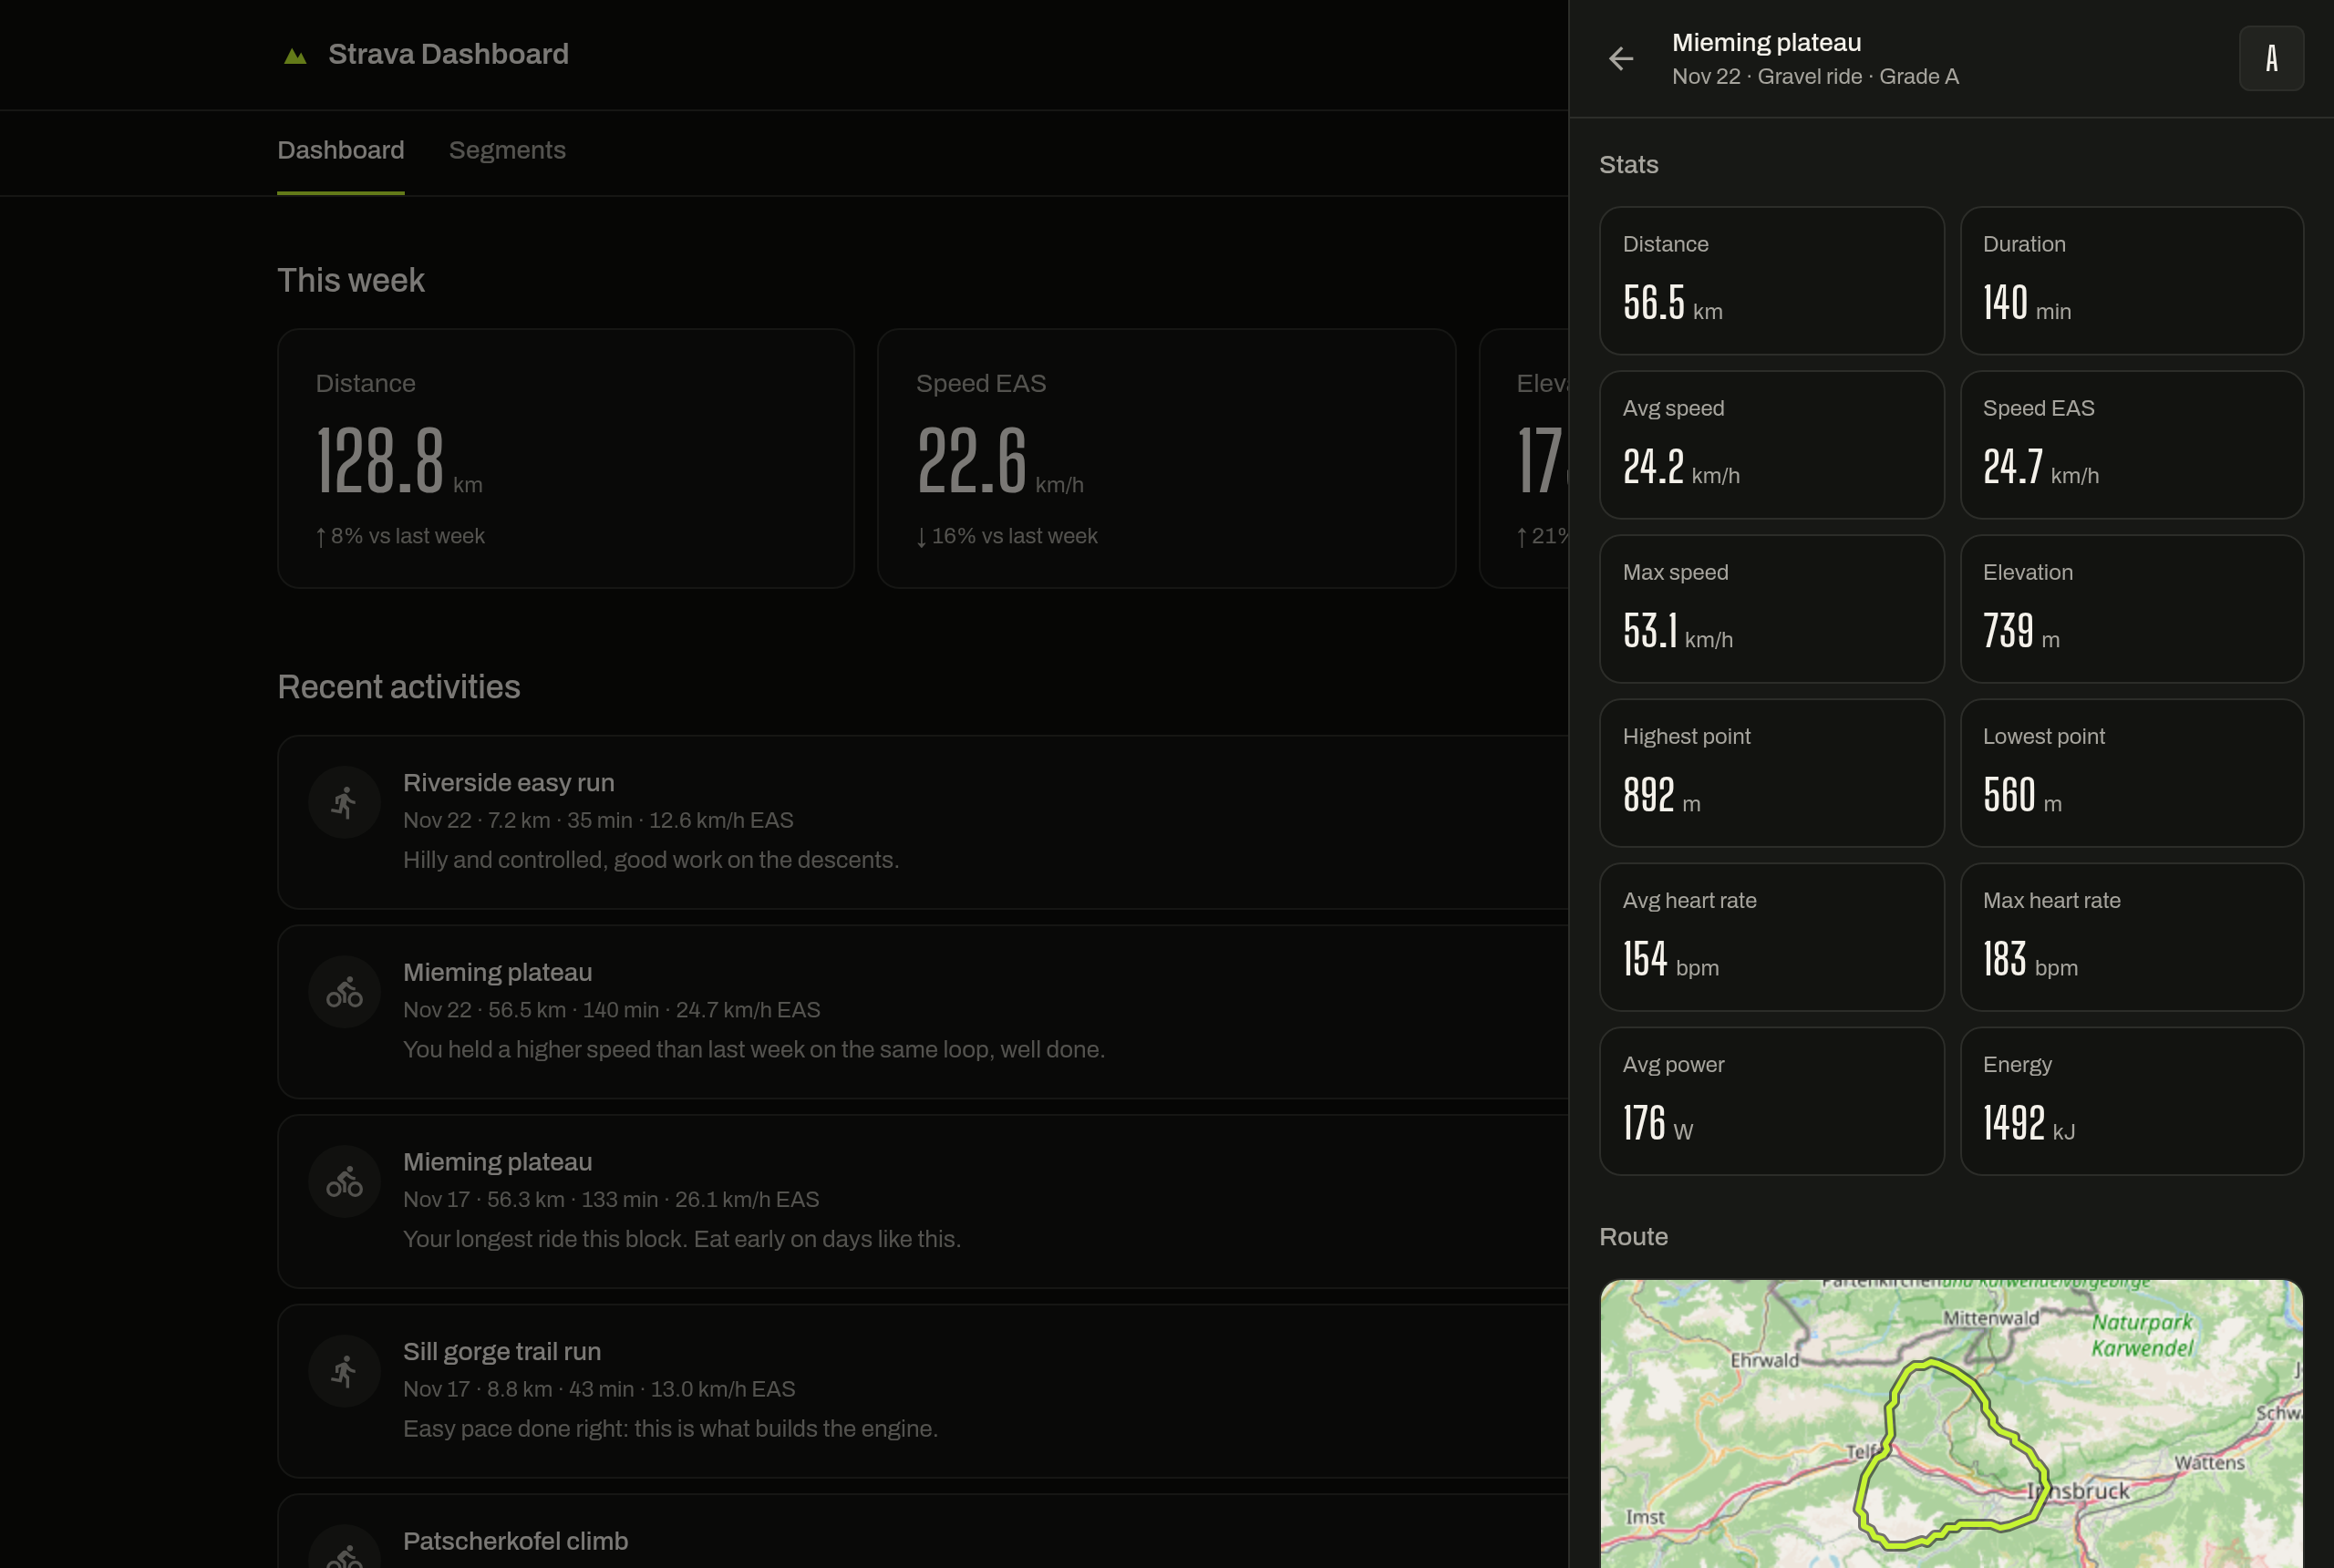 Strava Dashboard
Dashboard Segments
This week
Distance
128.8 km
↑ 8% vs last week
Speed EAS
22.6 km/h
↓ 16% vs last week
↑ 21%
Recent activities
Riverside easy run
Nov 22 · 7.2 km · 35 min · 12.6 km/h EAS
Hilly and controlled, good work on the descents.
Mieming plateau
Nov 22 · 56.5 km · 140 min · 24.7 km/h EAS
You held a higher speed than last week on the same loop, well done.
Mieming plateau
Nov 17 · 56.3 km · 133 min · 26.1 km/h EAS
Your longest ride this block. Eat early on days like this.
Sill gorge trail run
Nov 17 · 8.8 km · 43 min · 13.0 km/h EAS
Easy pace done right: this is what builds the engine.
Patscherkofel climb
Mieming plateau
Nov 22 · Gravel ride · Grade A
A
Stats
Distance
56.5 km
Duration
140 min
Avg speed
24.2 km/h
Speed EAS
24.7 km/h
Max speed
53.1 km/h
Elevation
739 m
Highest point
892 m
Lowest point
560 m
Avg heart rate
154 bpm
Max heart rate
183 bpm
Avg power
176 W
Energy
1492 kJ
Route
Mittenwald
Naturpark
Karwendel
Ehrwald
Wattens
Innsbruck
Imst